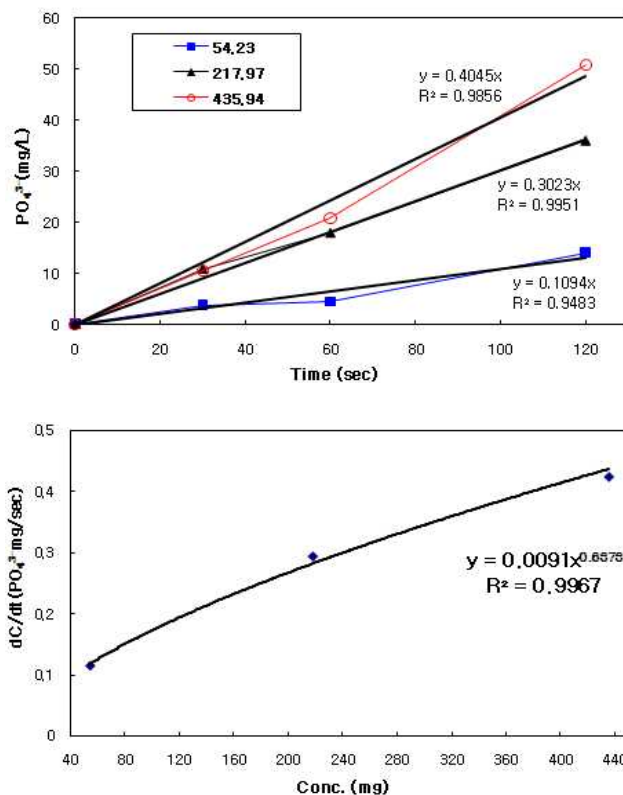 60
50
40
30
20
10
0
PO₄³⁻(mg/L)
54,23
217,97
435,94
y = 0,4045x
R² = 0,9856
y = 0,3023x
R² = 0,9951
y = 0,1094x
R² = 0,9483
0 20 40 60 80 100 120
Time (sec)
0,5
0,4
0,3
0,2
0,1
0
dC/dt (PO₄³⁻mg/sec)
y = 0,0091x
R² = 0,9967
40 80 120 160 200 240 280 320 360 400 440
Conc. (mg)